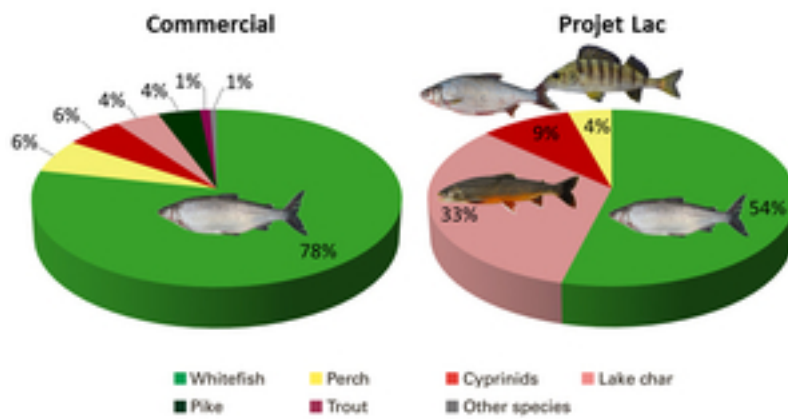 Commercial
Projet Lac
6%
6%
4%
4%
1%
1%
78%
33%
9%
4%
54%
Whitefish
Perch
Cyprinids
Lake char
Pike
Trout
Other species